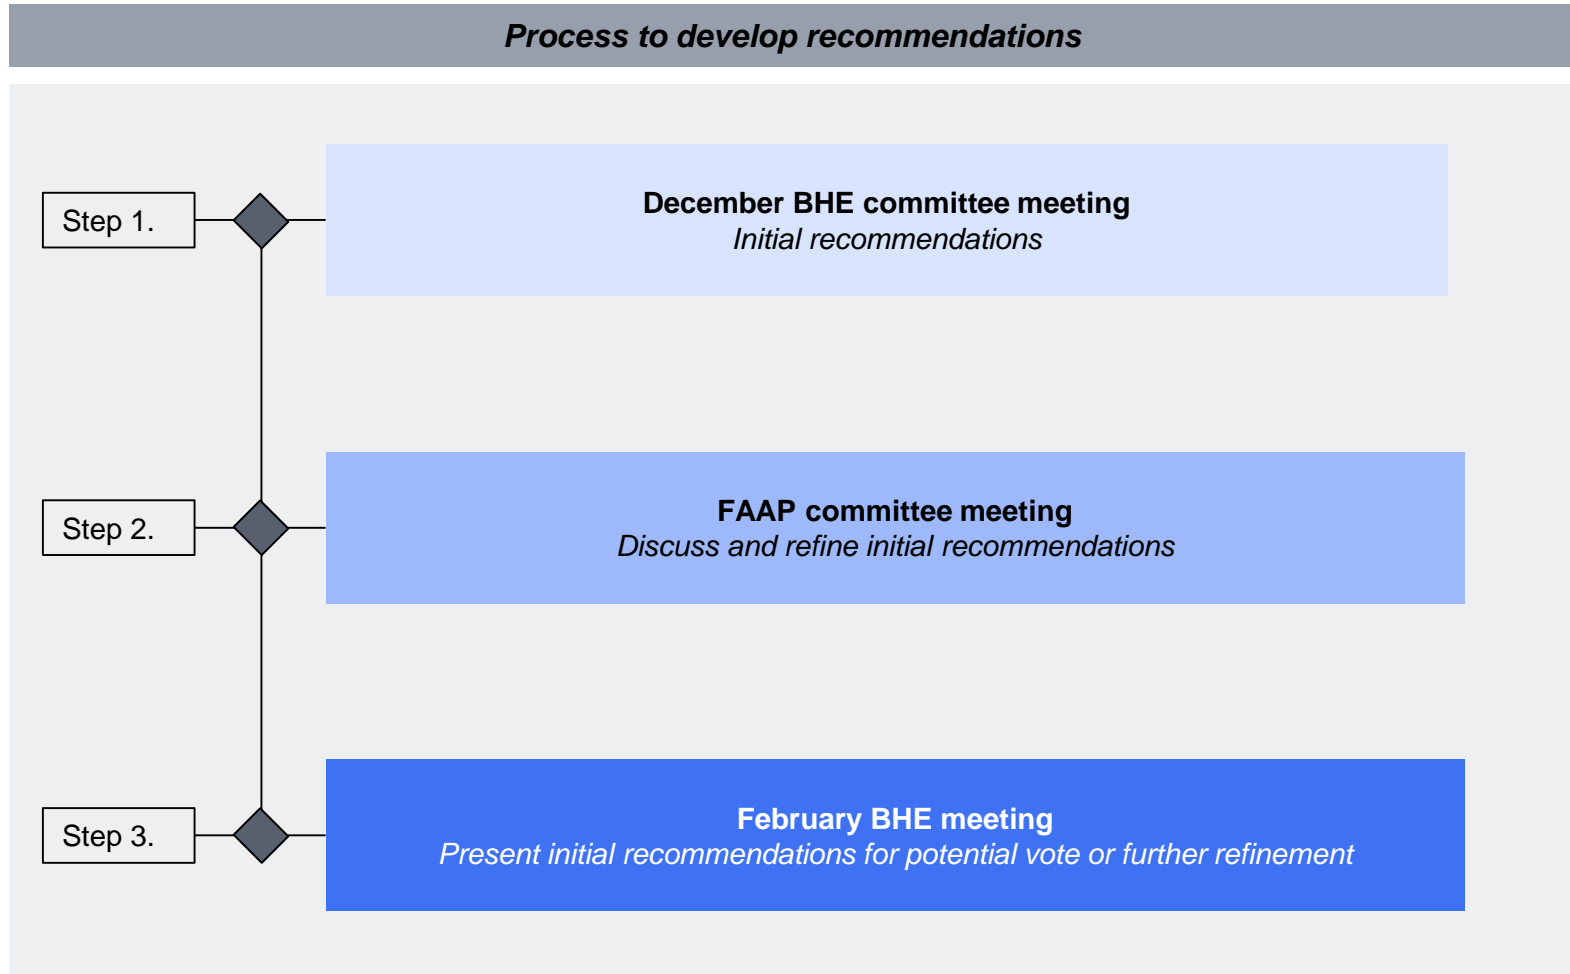 Process to develop recommendations
Step 1.
December BHE committee meeting
Initial recommendations
Step 2.
FAAP committee meeting
Discuss and refine initial recommendations
Step 3.
February BHE meeting
Present initial recommendations for potential vote or further refinement